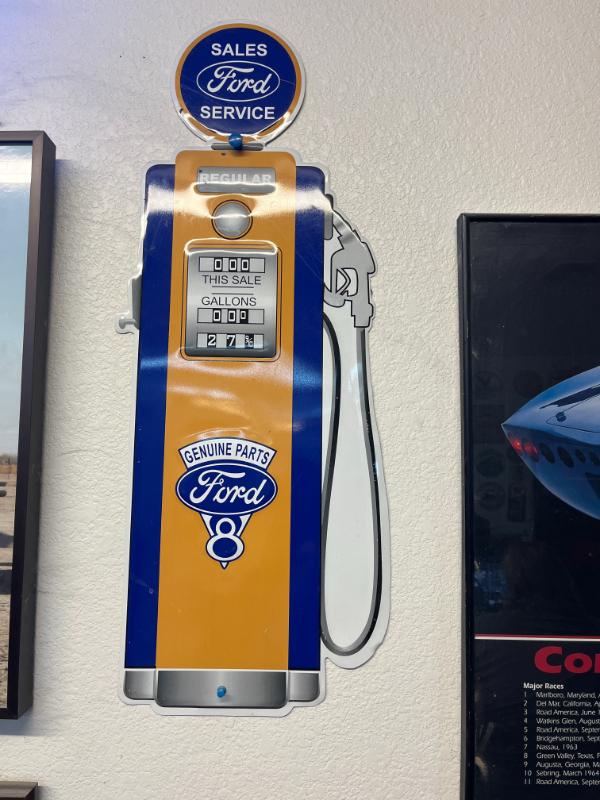 SALES
Ford
SERVICE
REGULAR
000
THIS SALE
GALLONS
000
27
GENUINE PARTS
Ford
8
Major Races
1 Marlboro, Maryland,
2 Del Mar, California,
3 Road America, June
4 Watkins Glen, August
5 Road America,
6 Bridgehampton,
7 Nassau, 1963
8 Green Valley, Texas,
9 Augusta, Georgia,
10 Sebring, March 1964
11 Road America,